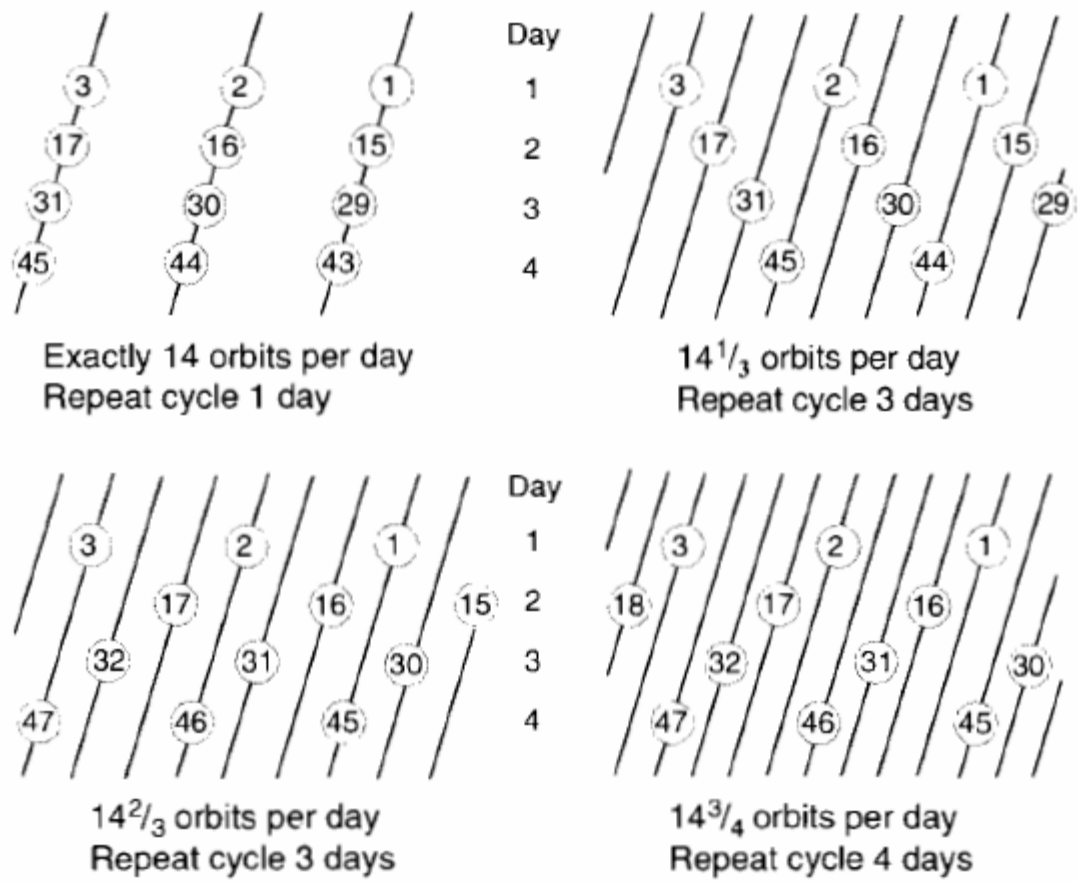 Day
3 2 1 1 3 2 1
17 16 15 2 17 16 15
31 30 29 3 31 30 29
45 44 43 4 45 44
Exactly 14 orbits per day
Repeat cycle 1 day
14 1/3 orbits per day
Repeat cycle 3 days
Day
3 2 1 1 3 2 1
17 16 15 2 18 17 16
32 31 30 3 32 31 30
47 46 45 4 47 46 45
14 2/3 orbits per day
Repeat cycle 3 days
14 3/4 orbits per day
Repeat cycle 4 days